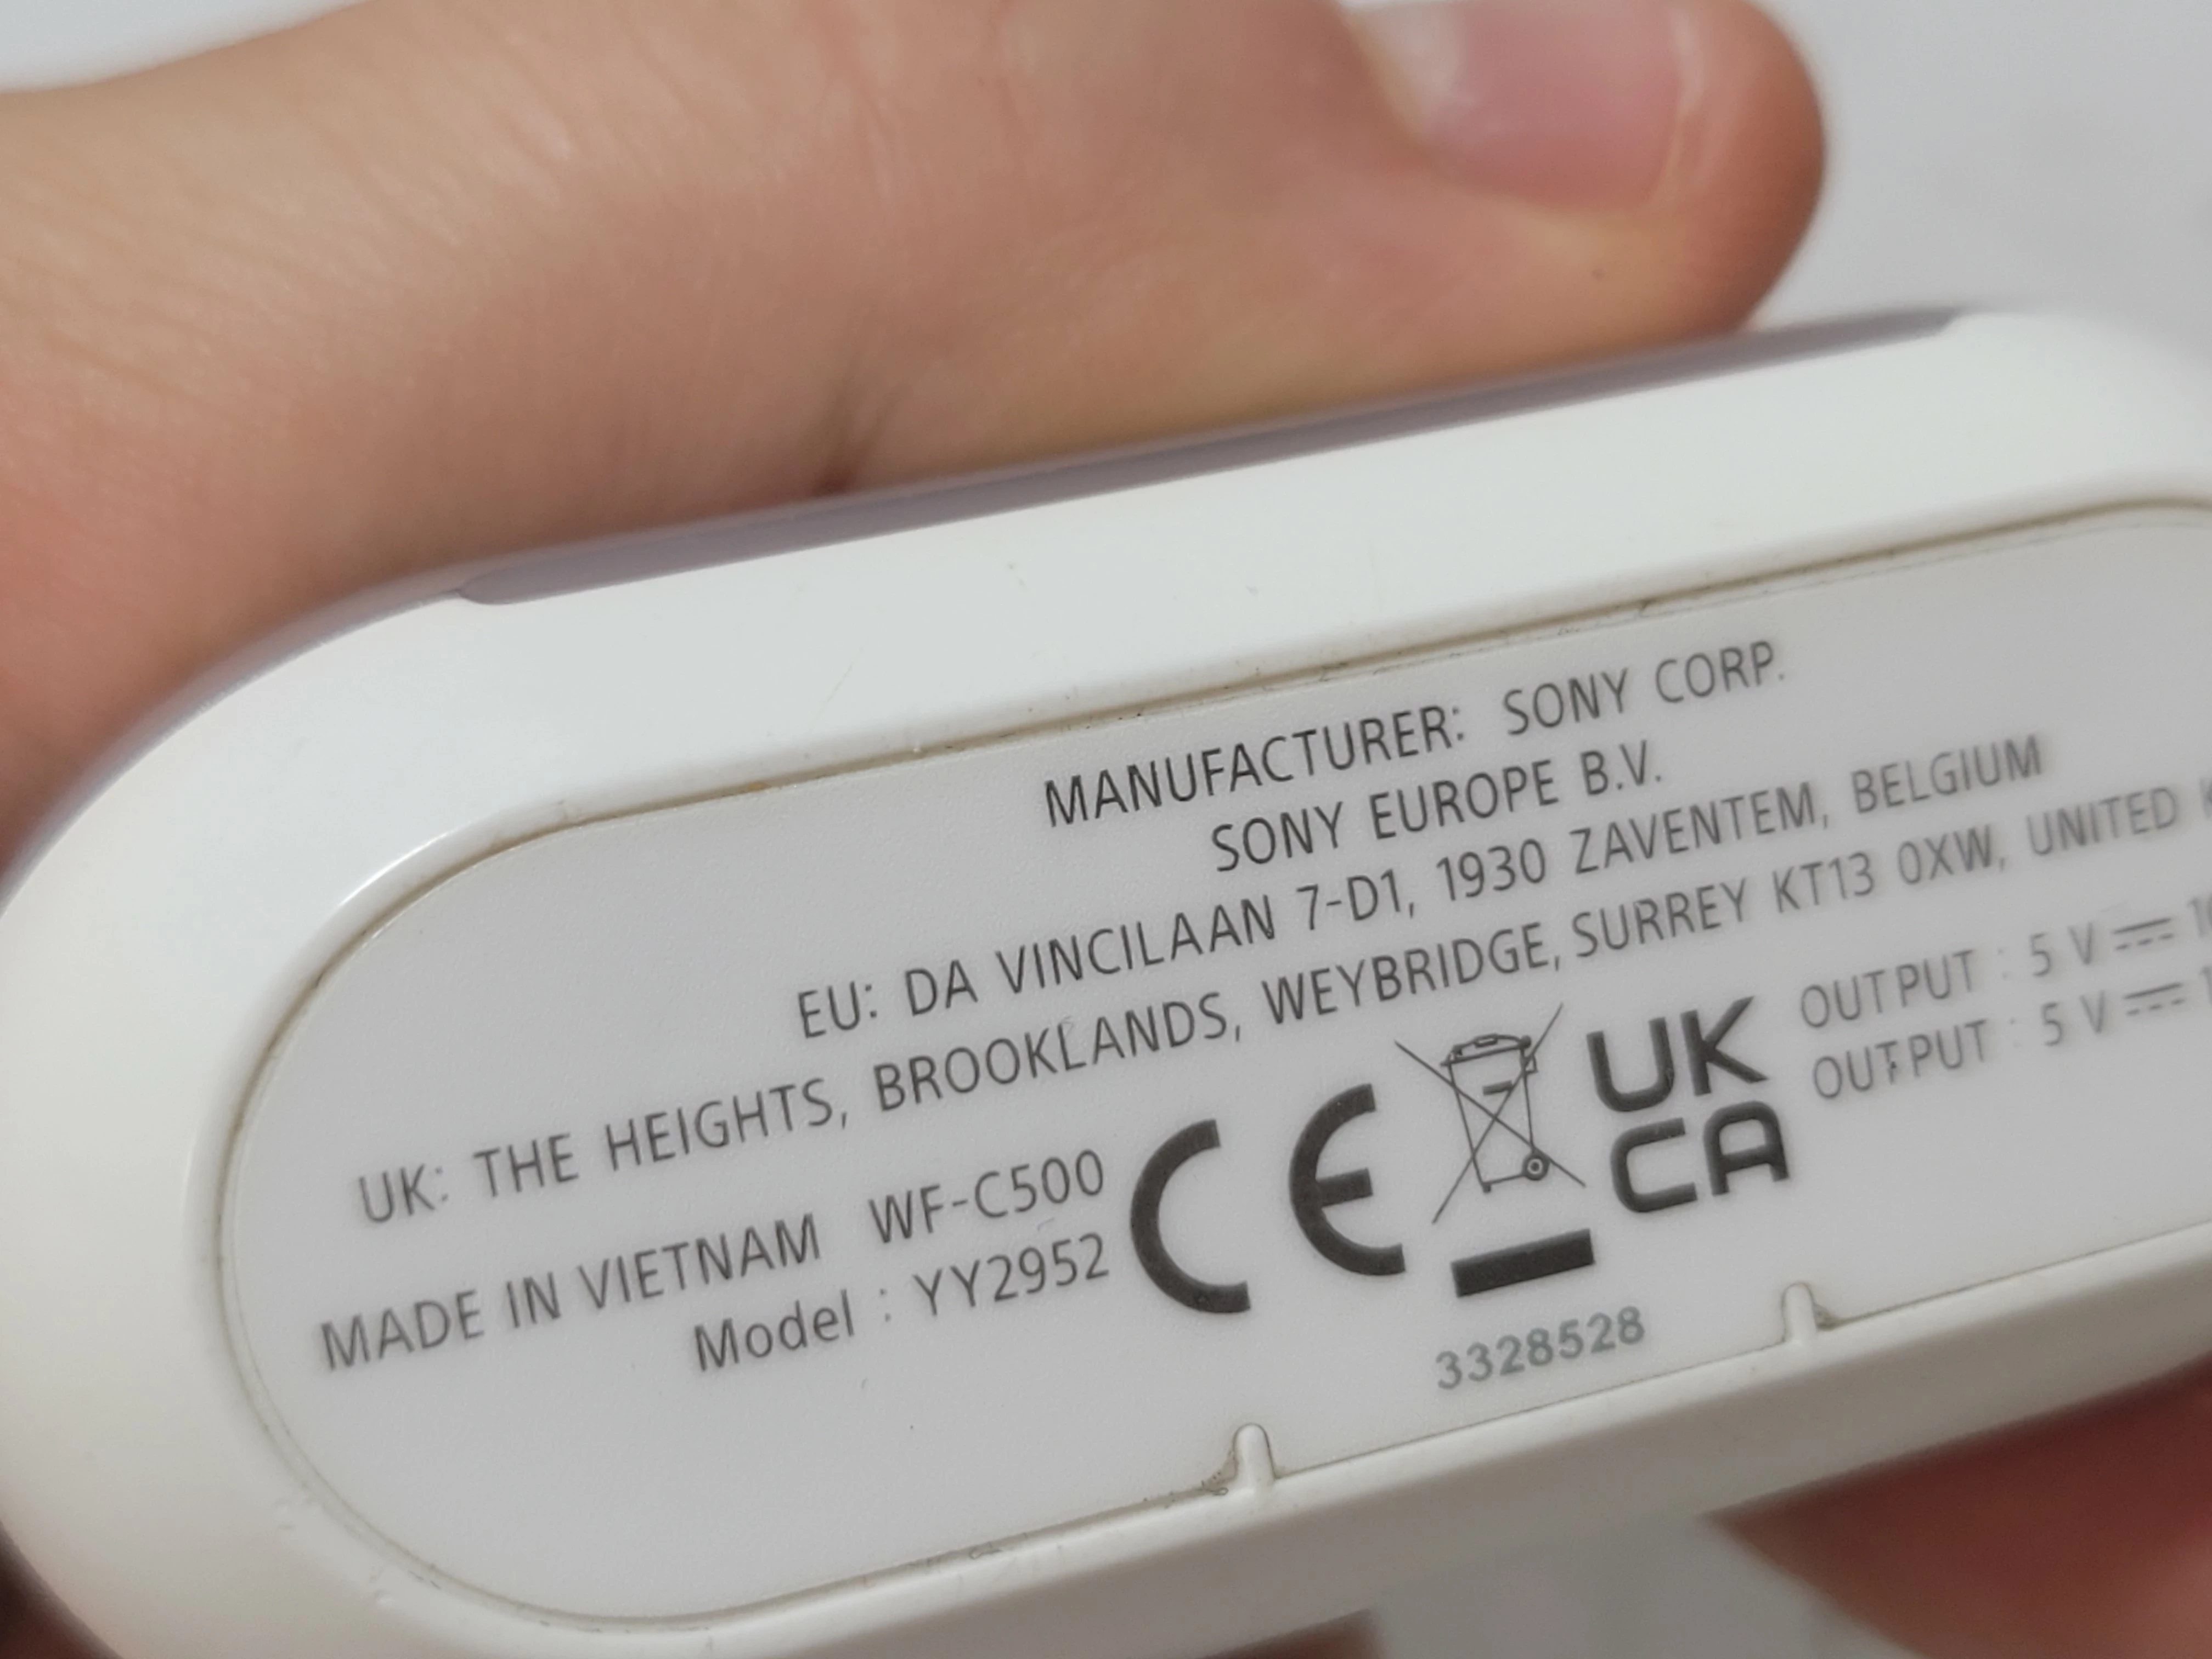 MANUFACTURER: SONY CORP.
SONY EUROPE B.V.
EU: DA VINCILAAN 7-D1, 1930 ZAVENTEM, BELGIUM
UK: THE HEIGHTS, BROOKLANDS, WEYBRIDGE, SURREY KT13 0XW, UNITED
MADE IN VIETNAM WF-C500
Model : YY2952
CE
UK
CA
OUTPUT : 5 V ⎓
OUTPUT : 5 V ⎓
3328528